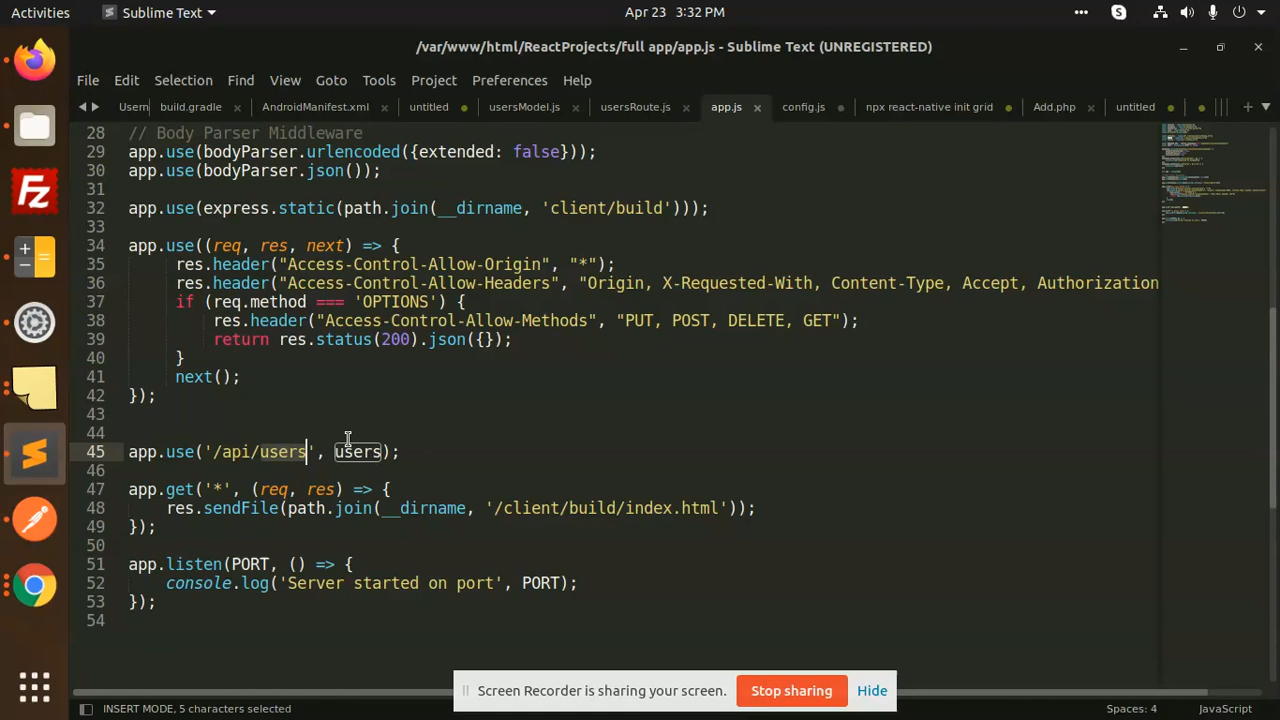 Activities
Sublime Text
Apr 23 3:32 PM
/var/www/html/ReactProjects/full app/app.js - Sublime Text (UNREGISTERED)
File Edit Selection Find View Goto Tools Project Preferences Help
Usern build.gradle AndroidManifest.xml untitled usersModel.js usersRoute.js app.js config.js npx react-native init grid Add.php untitled
28 // Body Parser Middleware
29 app.use(bodyParser.urlencoded({extended: false}));
30 app.use(bodyParser.json());
31
32 app.use(express.static(path.join(__dirname, 'client/build')));
33
34 app.use((req, res, next) => {
35 res.header("Access-Control-Allow-Origin", "*");
36 res.header("Access-Control-Allow-Headers", "Origin, X-Requested-With, Content-Type, Accept, Authorization
37 if (req.method === 'OPTIONS') {
38 res.header("Access-Control-Allow-Methods", "PUT, POST, DELETE, GET");
39 return res.status(200).json({});
40 }
41 next();
42 });
43
44
45 app.use('/api/users', users);
46
47 app.get('*', (req, res) => {
48 res.sendFile(path.join(__dirname, '/client/build/index.html'));
49 });
50
51 app.listen(PORT, () => {
52 console.log('Server started on port', PORT);
53 });
54
Screen Recorder is sharing your screen. Stop sharing Hide
INSERT MODE, 5 characters selected
Spaces: 4
JavaScript